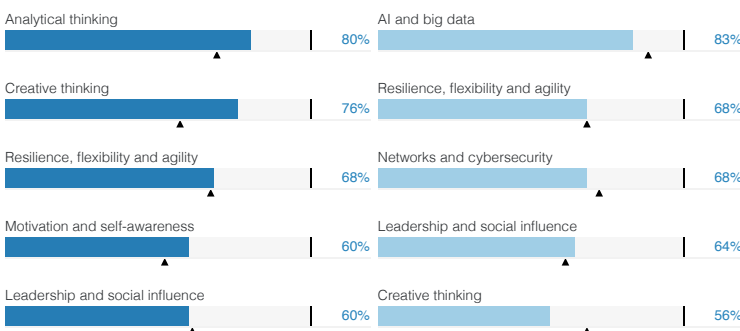 Analytical thinking
80%
Creative thinking
76%
Resilience, flexibility and agility
68%
Motivation and self-awareness
60%
Leadership and social influence
60%
AI and big data
83%
Resilience, flexibility and agility
68%
Networks and cybersecurity
68%
Leadership and social influence
64%
Creative thinking
56%